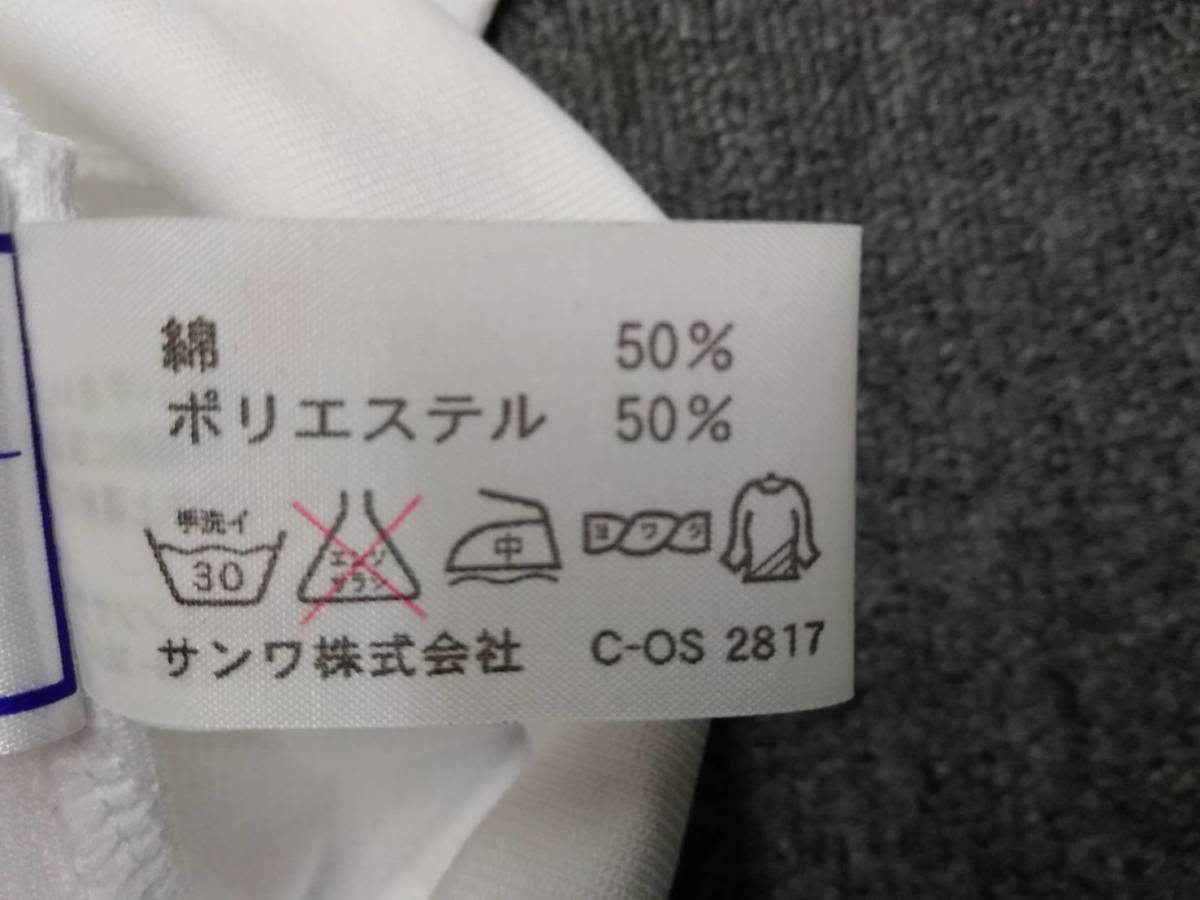 綿 50%
ポリエステル 50%
手洗イ
30
エンソ
サラシ
中
ヨワク
サンワ株式会社 C-OS 2817